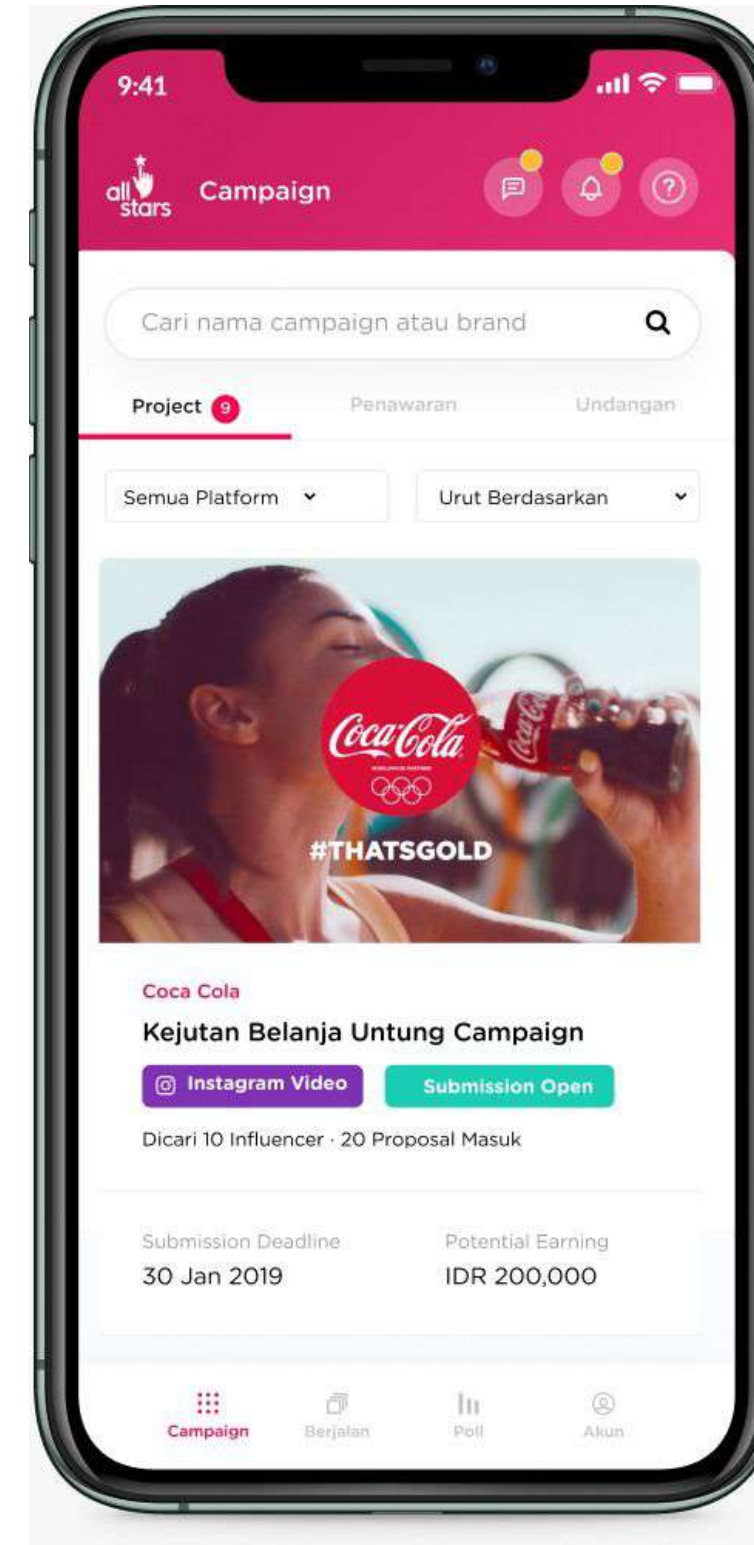 9:41
all stars
Campaign
?
Cari nama campaign atau brand
Project 9
Penawaran
Undangan
Semua Platform
Urut Berdasarkan
Coca-Cola
Coca-Cola
#THATSGOLD
Coca Cola
Kejutan Belanja Untung Campaign
Instagram Video
Submission Open
Dicari 10 Influencer · 20 Proposal Masuk
Submission Deadline
Potential Earning
30 Jan 2019
IDR 200,000
Campaign
Berjalan
Poll
Akun